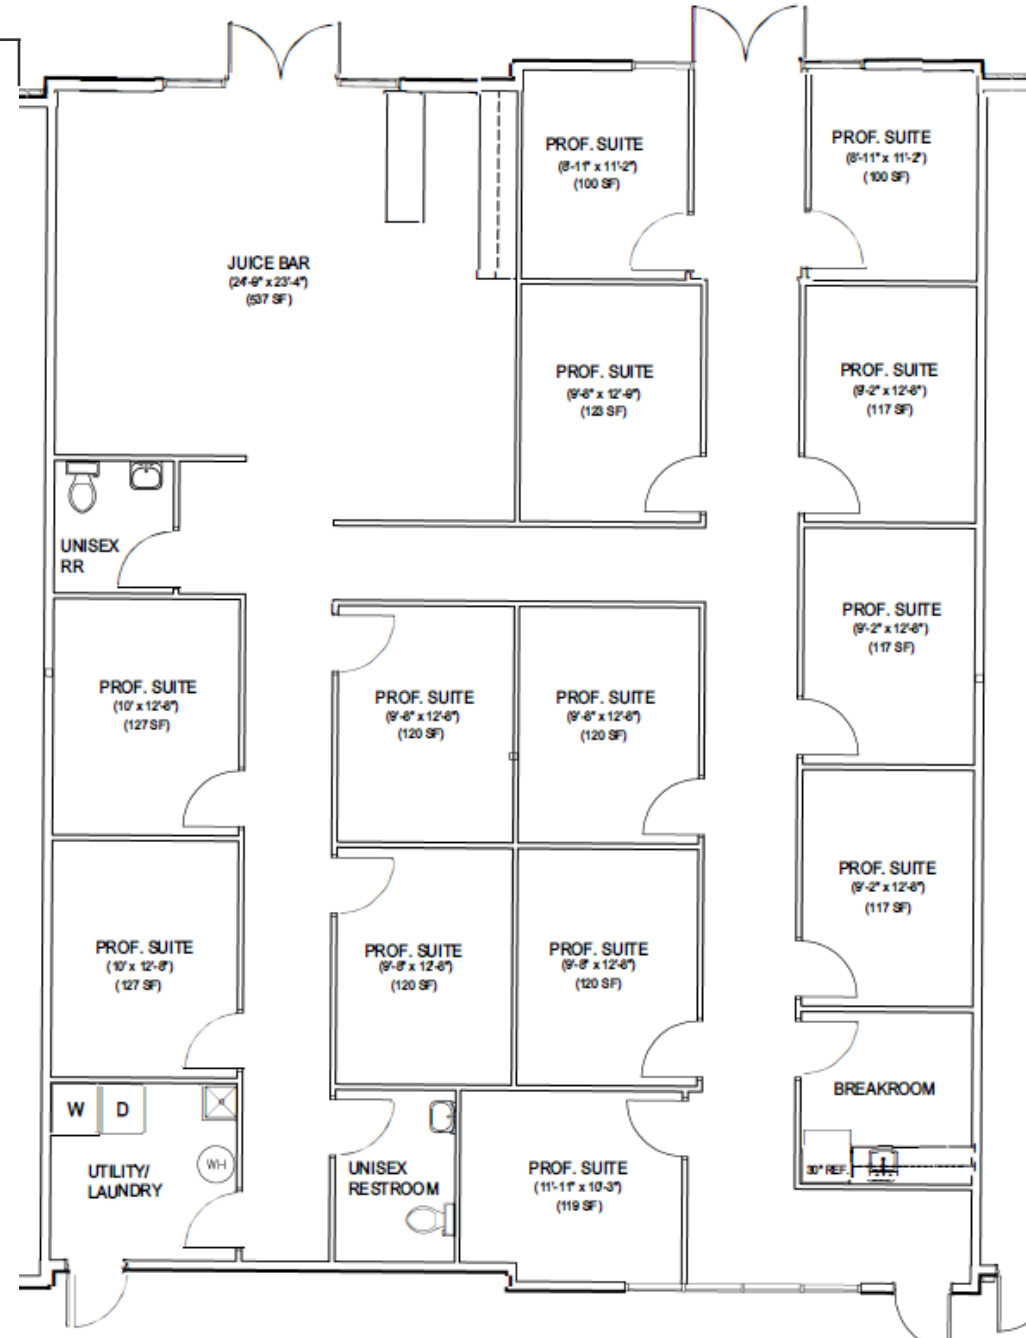 PROF. SUITE
(8'-11" x 11'-2")
(100 SF)
PROF. SUITE
(8'-11" x 11'-2")
(100 SF)
JUICE BAR
(24'-9" x 23'-4")
(537 SF)
PROF. SUITE
(9'-8" x 12'-9")
(123 SF)
PROF. SUITE
(9'-2" x 12'-8")
(117 SF)
UNISEX
RR
PROF. SUITE
(9'-2" x 12'-8")
(117 SF)
PROF. SUITE
(10' x 12'-8")
(127 SF)
PROF. SUITE
(9'-8" x 12'-8")
(120 SF)
PROF. SUITE
(9'-8" x 12'-8")
(120 SF)
PROF. SUITE
(9'-2" x 12'-8")
(117 SF)
PROF. SUITE
(10' x 12'-8")
(127 SF)
PROF. SUITE
(9'-8" x 12'-8")
(120 SF)
PROF. SUITE
(9'-8" x 12'-8")
(120 SF)
BREAKROOM
30" REF.
W
D
WH
UTILITY/
LAUNDRY
UNISEX
RESTROOM
PROF. SUITE
(11'-11" x 10'-3")
(119 SF)